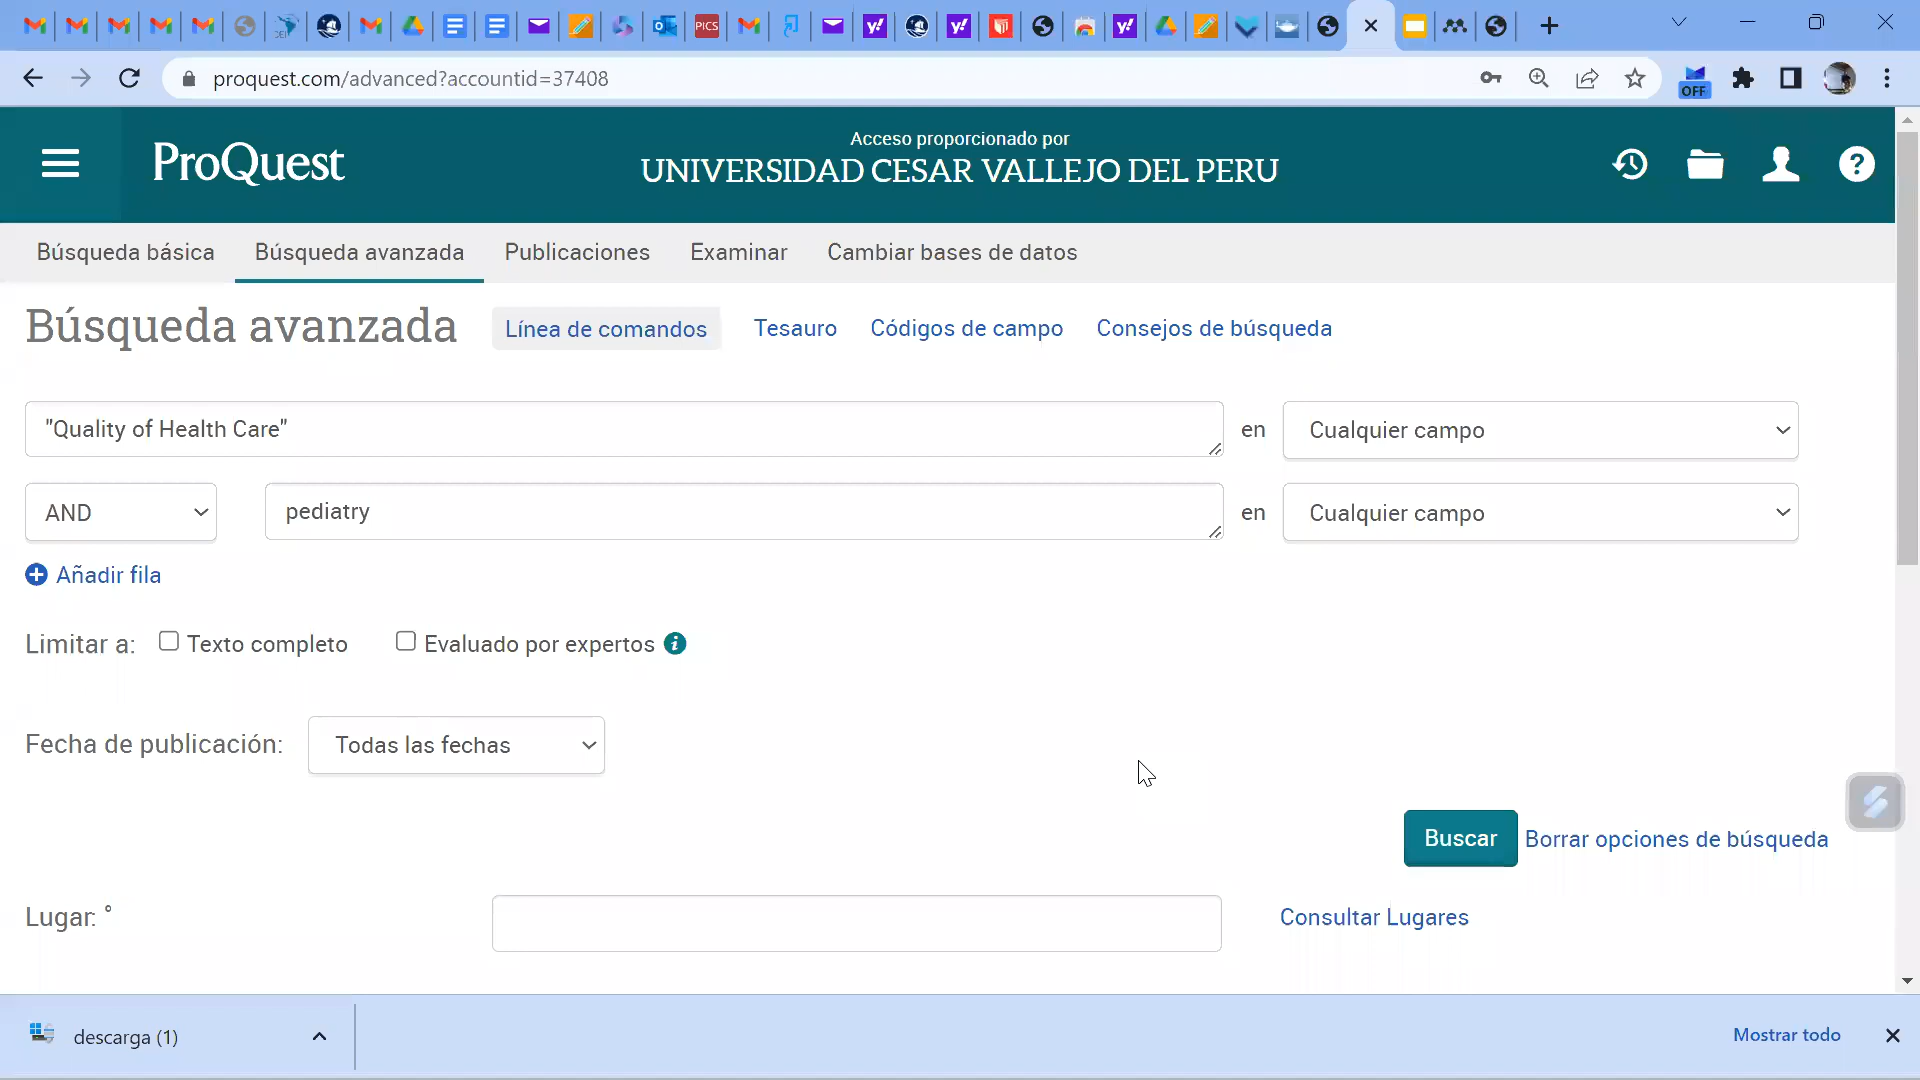 PICS
proquest.com/advanced?accountid=37408
OFF
ProQuest
Acceso proporcionado por
UNIVERSIDAD CESAR VALLEJO DEL PERU
Búsqueda básica Búsqueda avanzada Publicaciones Examinar Cambiar bases de datos
Búsqueda avanzada Línea de comandos Tesauro Códigos de campo Consejos de búsqueda
"Quality of Health Care" en Cualquier campo
AND pediatry en Cualquier campo
Añadir fila
Limitar a: Texto completo Evaluado por expertos
Fecha de publicación: Todas las fechas
Buscar Borrar opciones de búsqueda
Lugar: ° Consultar Lugares
descarga (1) Mostrar todo